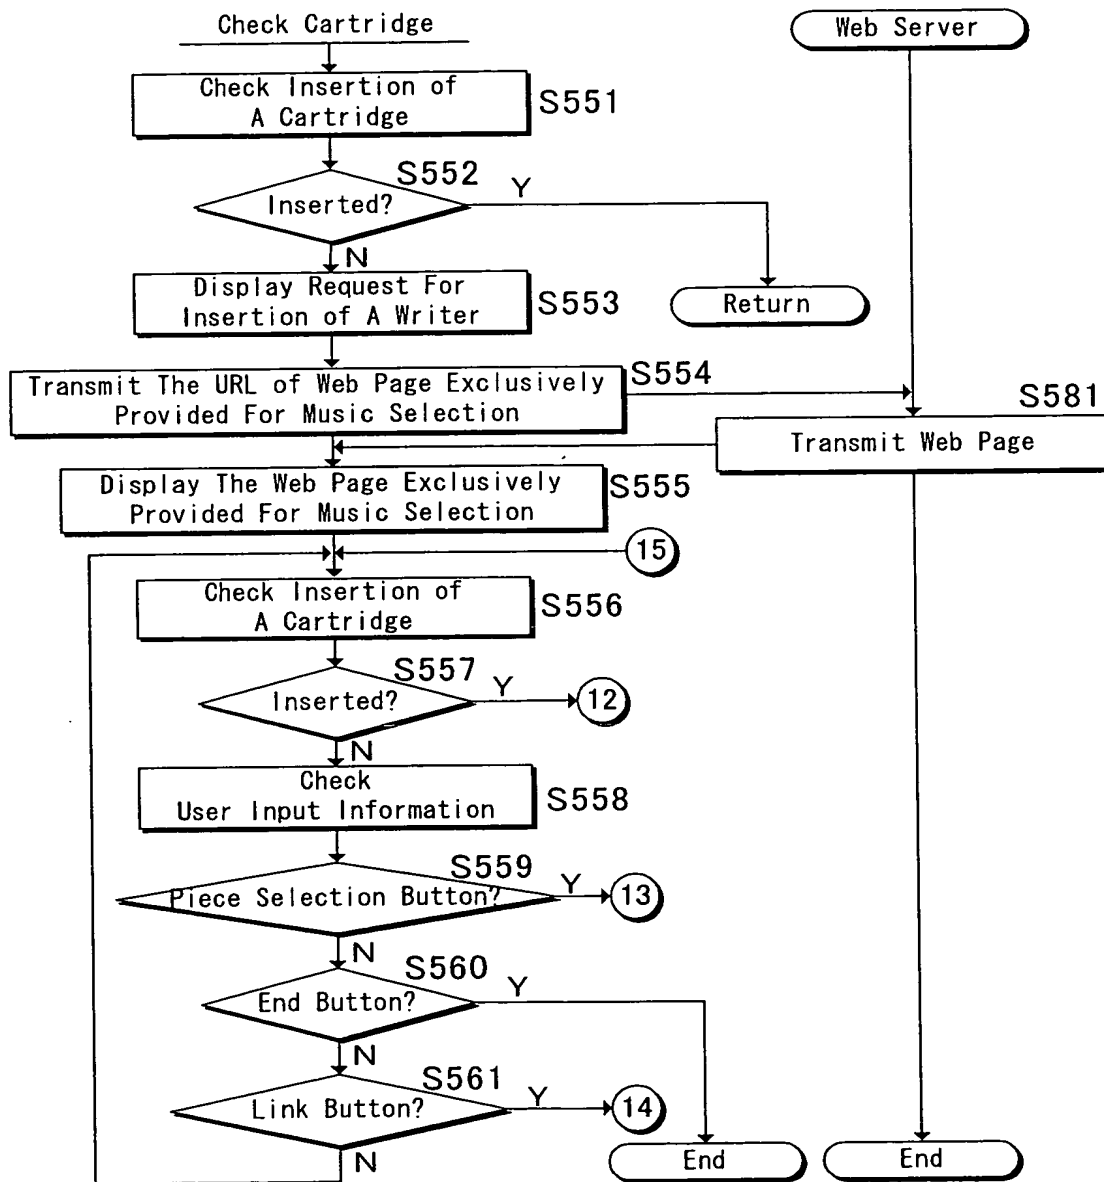 Check Cartridge
Web Server
Check Insertion of
A Cartridge
S551
S552
Inserted?
Y
N
Display Request For
Insertion of A Writer
S553
Return
Transmit The URL of Web Page Exclusively
Provided For Music Selection
S554
S581
Transmit Web Page
Display The Web Page Exclusively
Provided For Music Selection
S555
15
Check Insertion of
A Cartridge
S556
S557
Inserted?
Y
12
N
Check
User Input Information
S558
S559
Piece Selection Button?
Y
13
N
S560
End Button?
Y
N
S561
Link Button?
Y
14
N
End
End